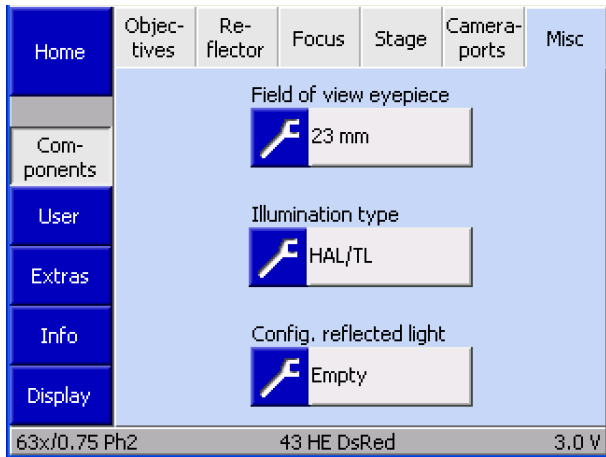 Home
Objec-
tives
Re-
flector
Focus
Stage
Camera-
ports
Misc
Com-
ponents
User
Extras
Info
Display
Field of view eyepiece
23 mm
Illumination type
HAL/TL
Config. reflected light
Empty
63x/0.75 Ph2 43 HE DsRed 3.0 V